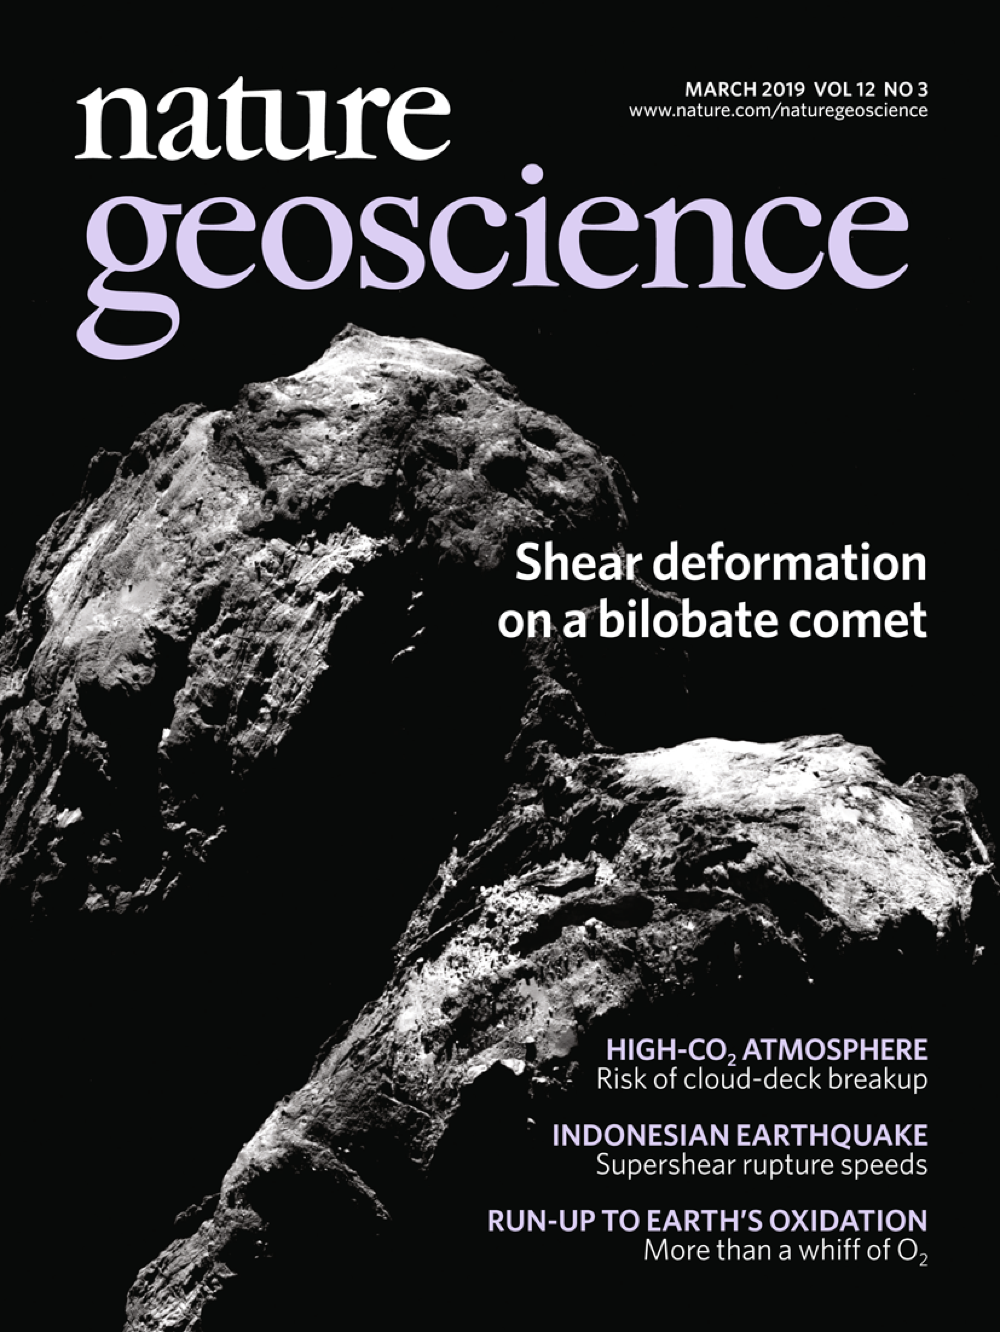 nature
MARCH 2019 VOL 12 NO 3
www.nature.com/naturegeoscience
geoscience
Shear deformation
on a bilobate comet
HIGH-CO₂ ATMOSPHERE
Risk of cloud-deck breakup
INDONESIAN EARTHQUAKE
Supershear rupture speeds
RUN-UP TO EARTH'S OXIDATION
More than a whiff of O₂